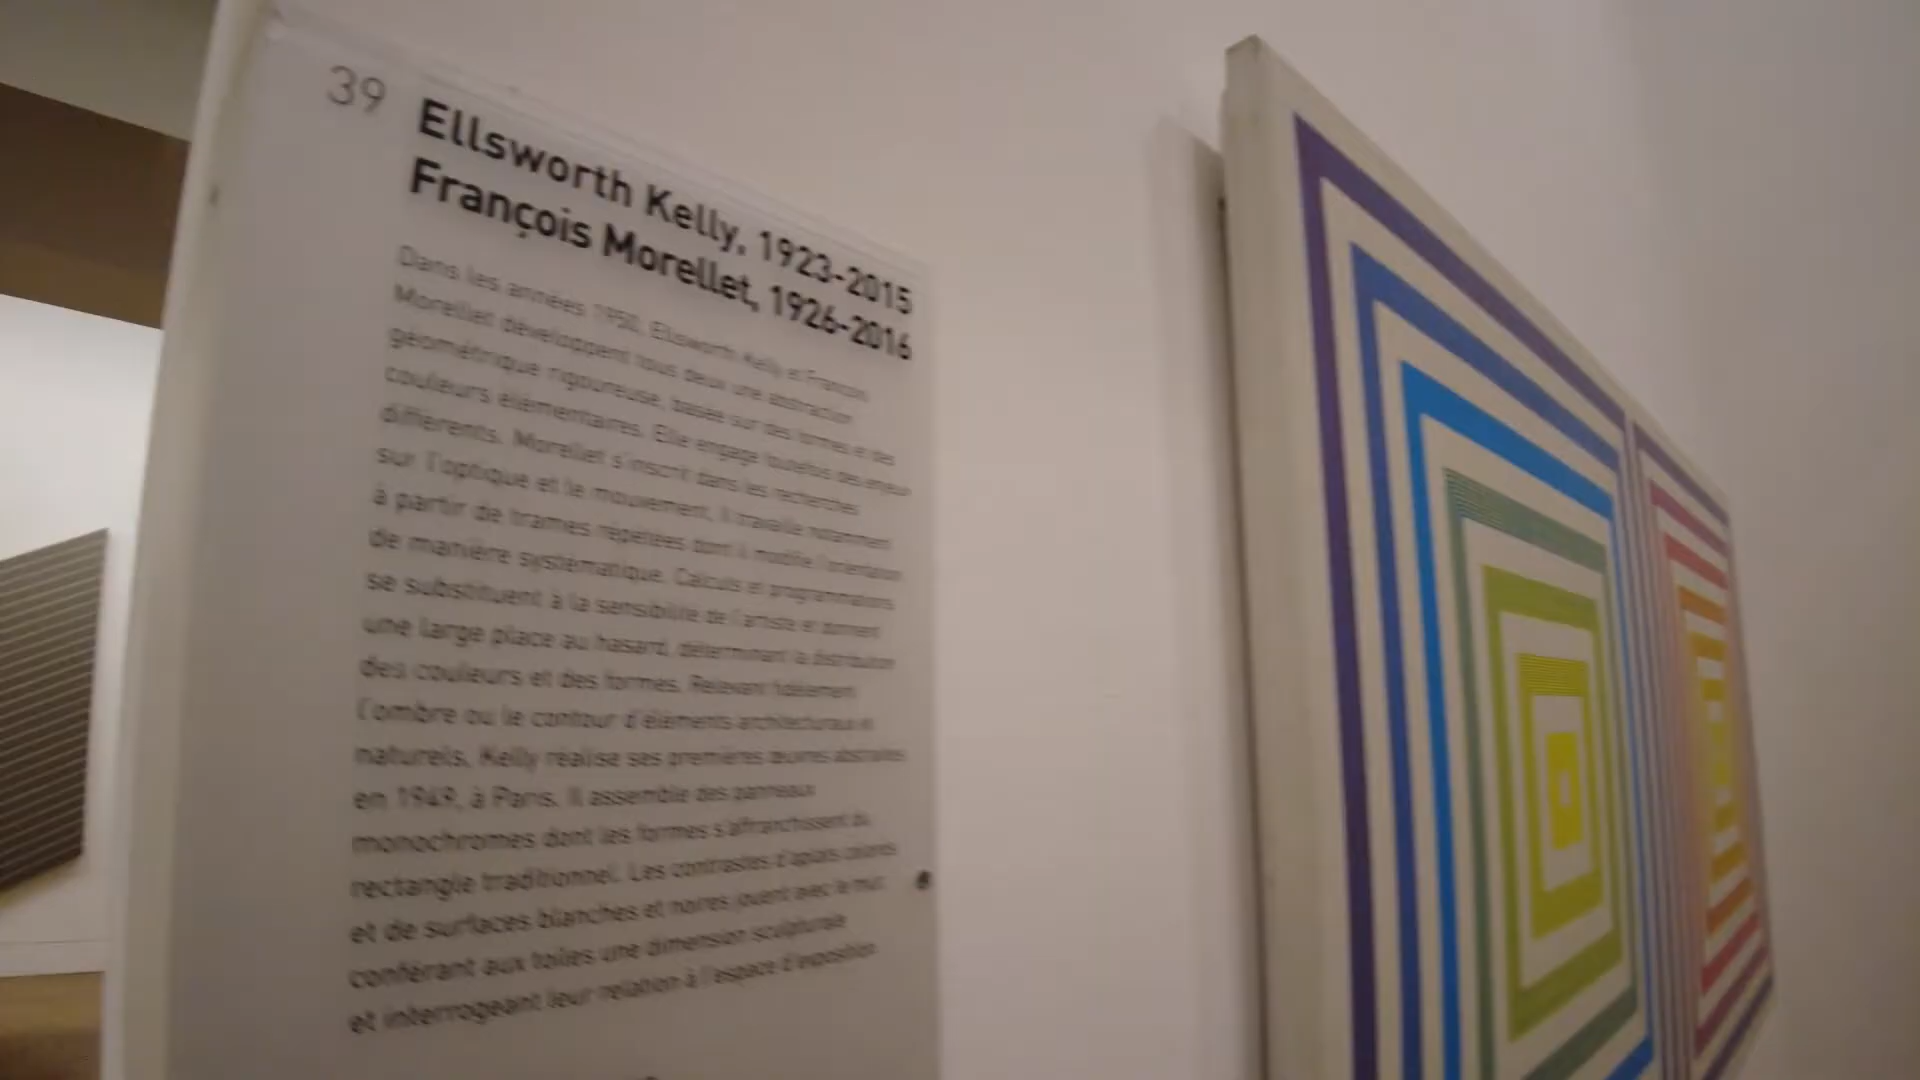 39
Ellsworth Kelly, 1923-2015
François Morellet, 1926-2016
Dans les années 1950, Ellsworth Kelly et François
Morellet développent tous deux une abstraction
géométrique rigoureuse, basée sur des formes et des
couleurs élémentaires. Elle engage toutefois des enjeux
différents. Morellet s'inscrit dans les recherches
sur l'optique et le mouvement, il travaille notamment
à partir de trames répétées dont il modifie l'orientation
de manière systématique. Calculs et programmations
se substituent à la sensibilité de l'artiste et donnent
une large place au hasard, déterminant la distribution
des couleurs et des formes. Relevant fidèlement
l'ombre ou le contour d'éléments architecturaux et
naturels, Kelly réalise ses premières œuvres abstraites
en 1949, à Paris. Il assemble des panneaux
monochromes dont les formes s'affranchissent du
rectangle traditionnel. Les contrastes d'aplats colorés
et de surfaces blanches et noires jouent avec le mur,
conférant aux toiles une dimension sculpturale
et interrogeant leur relation à l'espace d'exposition